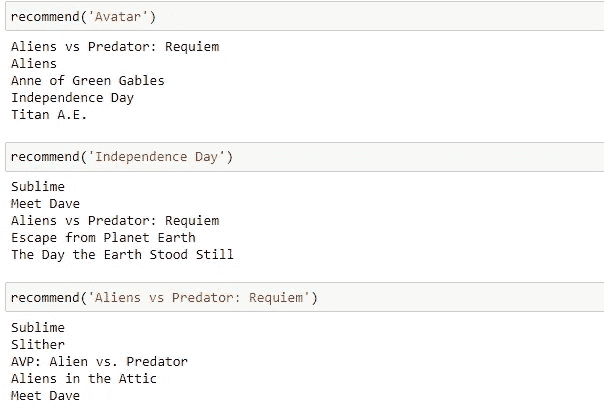 recommend('Avatar')
Aliens vs Predator: Requiem
Aliens
Anne of Green Gables
Independence Day
Titan A.E.
recommend('Independence Day')
Sublime
Meet Dave
Aliens vs Predator: Requiem
Escape from Planet Earth
The Day the Earth Stood Still
recommend('Aliens vs Predator: Requiem')
Sublime
Slither
AVP: Alien vs. Predator
Aliens in the Attic
Meet Dave